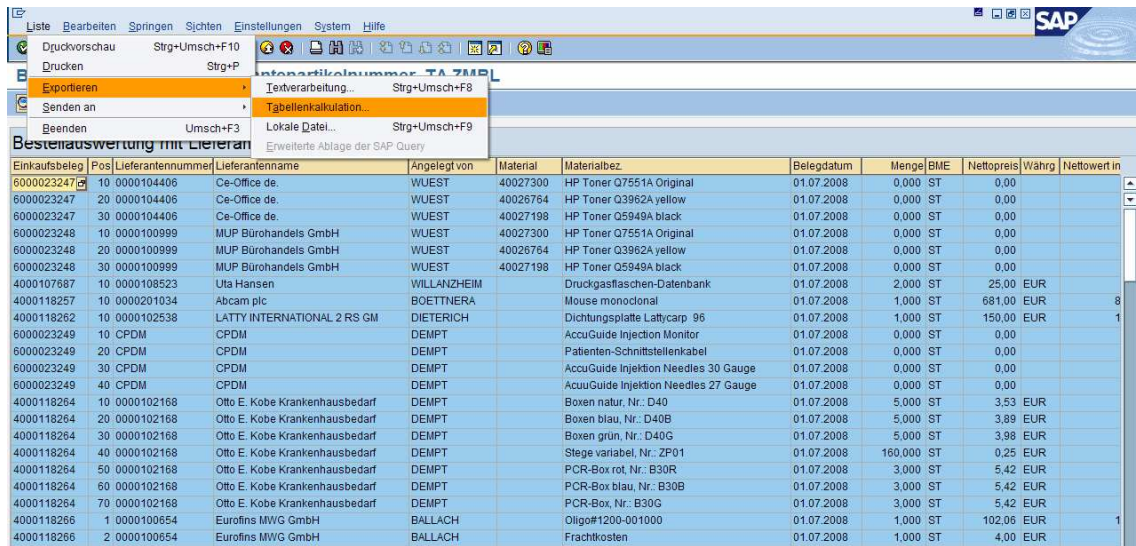 Liste Bearbeiten Springen Sichten Einstellungen System Hilfe
SAP
Druckvorschau Strg+Umsch+F10
Drucken Strg+P
Exportieren
Senden an
Beenden Umsch+F3
Textverarbeitung... Strg+Umsch+F8
Tabellenkalkulation...
Lokale Datei... Strg+Umsch+F9
Erweiterte Ablage der SAP Query
Bestellauswertung mit Lieferan
Einkaufsbeleg Pos Lieferantennummer Lieferantenname Angelegt von Material Materialbez. Belegdatum Menge BME Nettopreis Währg Nettowert in
6000023247 10 0000104406 Ce-Office de. WUEST 40027300 HP Toner Q7551A Original 01.07.2008 0,000 ST 0,00
6000023247 20 0000104406 Ce-Office de. WUEST 40026764 HP Toner Q3962A yellow 01.07.2008 0,000 ST 0,00
6000023247 30 0000104406 Ce-Office de. WUEST 40027198 HP Toner Q5949A black 01.07.2008 0,000 ST 0,00
6000023248 10 0000100999 MUP Bürohandels GmbH WUEST 40027300 HP Toner Q7551A Original 01.07.2008 0,000 ST 0,00
6000023248 20 0000100999 MUP Bürohandels GmbH WUEST 40026764 HP Toner Q3962A yellow 01.07.2008 0,000 ST 0,00
6000023248 30 0000100999 MUP Bürohandels GmbH WUEST 40027198 HP Toner Q5949A black 01.07.2008 0,000 ST 0,00
4000107687 10 0000108523 Uta Hansen WILLANZHEIM Druckgasflaschen-Datenbank 01.07.2008 2,000 ST 25,00 EUR
4000118257 10 0000201034 Abcam plc BOETTNERA Mouse monoclonal 01.07.2008 1,000 ST 681,00 EUR 8
4000118262 10 0000102538 LATTY INTERNATIONAL 2 RS GM DIETERICH Dichtungsplatte Lattycarp 96 01.07.2008 1,000 ST 150,00 EUR 1
6000023249 10 CPDM CPDM DEMPT AccuGuide Injection Monitor 01.07.2008 0,000 ST 0,00
6000023249 20 CPDM CPDM DEMPT Patienten-Schnittstellenkabel 01.07.2008 0,000 ST 0,00
6000023249 30 CPDM CPDM DEMPT AccuGuide Injektion Needles 30 Gauge 01.07.2008 0,000 ST 0,00
6000023249 40 CPDM CPDM DEMPT AcuuGuide Injektion Needles 27 Gauge 01.07.2008 0,000 ST 0,00
4000118264 10 0000102168 Otto E. Kobe Krankenhausbedarf DEMPT Boxen natur, Nr.: D40 01.07.2008 5,000 ST 3,53 EUR
4000118264 20 0000102168 Otto E. Kobe Krankenhausbedarf DEMPT Boxen blau, Nr.: D40B 01.07.2008 5,000 ST 3,89 EUR
4000118264 30 0000102168 Otto E. Kobe Krankenhausbedarf DEMPT Boxen grün, Nr.: D40G 01.07.2008 5,000 ST 3,98 EUR
4000118264 40 0000102168 Otto E. Kobe Krankenhausbedarf DEMPT Stege variabel, Nr.: ZP01 01.07.2008 160,000 ST 0,25 EUR
4000118264 50 0000102168 Otto E. Kobe Krankenhausbedarf DEMPT PCR-Box rot, Nr.: B30R 01.07.2008 3,000 ST 5,42 EUR
4000118264 60 0000102168 Otto E. Kobe Krankenhausbedarf DEMPT PCR-Box blau, Nr.: B30B 01.07.2008 3,000 ST 5,42 EUR
4000118264 70 0000102168 Otto E. Kobe Krankenhausbedarf DEMPT PCR-Box, Nr.: B30G 01.07.2008 3,000 ST 5,42 EUR
4000118266 1 0000100654 Eurofins MWG GmbH BALLACH Oligo#1200-001000 01.07.2008 1,000 ST 102,06 EUR 1
4000118266 2 0000100654 Eurofins MWG GmbH BALLACH Frachtkosten 01.07.2008 1,000 ST 4,00 EUR